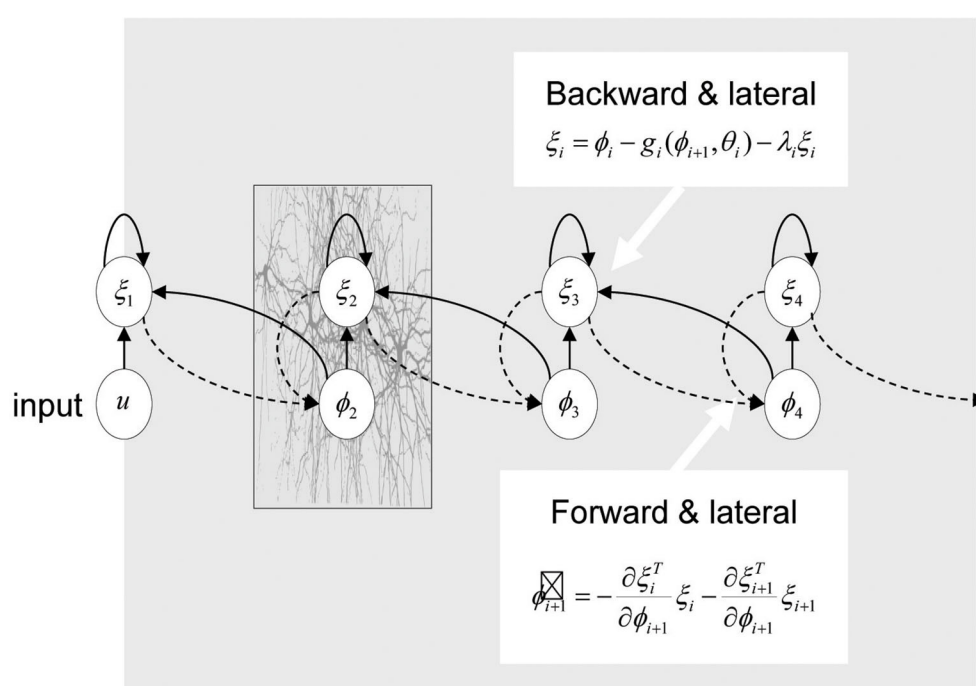 Backward & lateral
ξᵢ = ϕᵢ − gᵢ(ϕᵢ₊₁, θᵢ) − λᵢξᵢ
ξ₁ ξ₂ ξ₃ ξ₄
input u ϕ₂ ϕ₃ ϕ₄
Forward & lateral
ϕᵢ₊₁ = − ∂ξᵢᵀ/∂ϕᵢ₊₁ ξᵢ − ∂ξᵢ₊₁ᵀ/∂ϕᵢ₊₁ ξᵢ₊₁